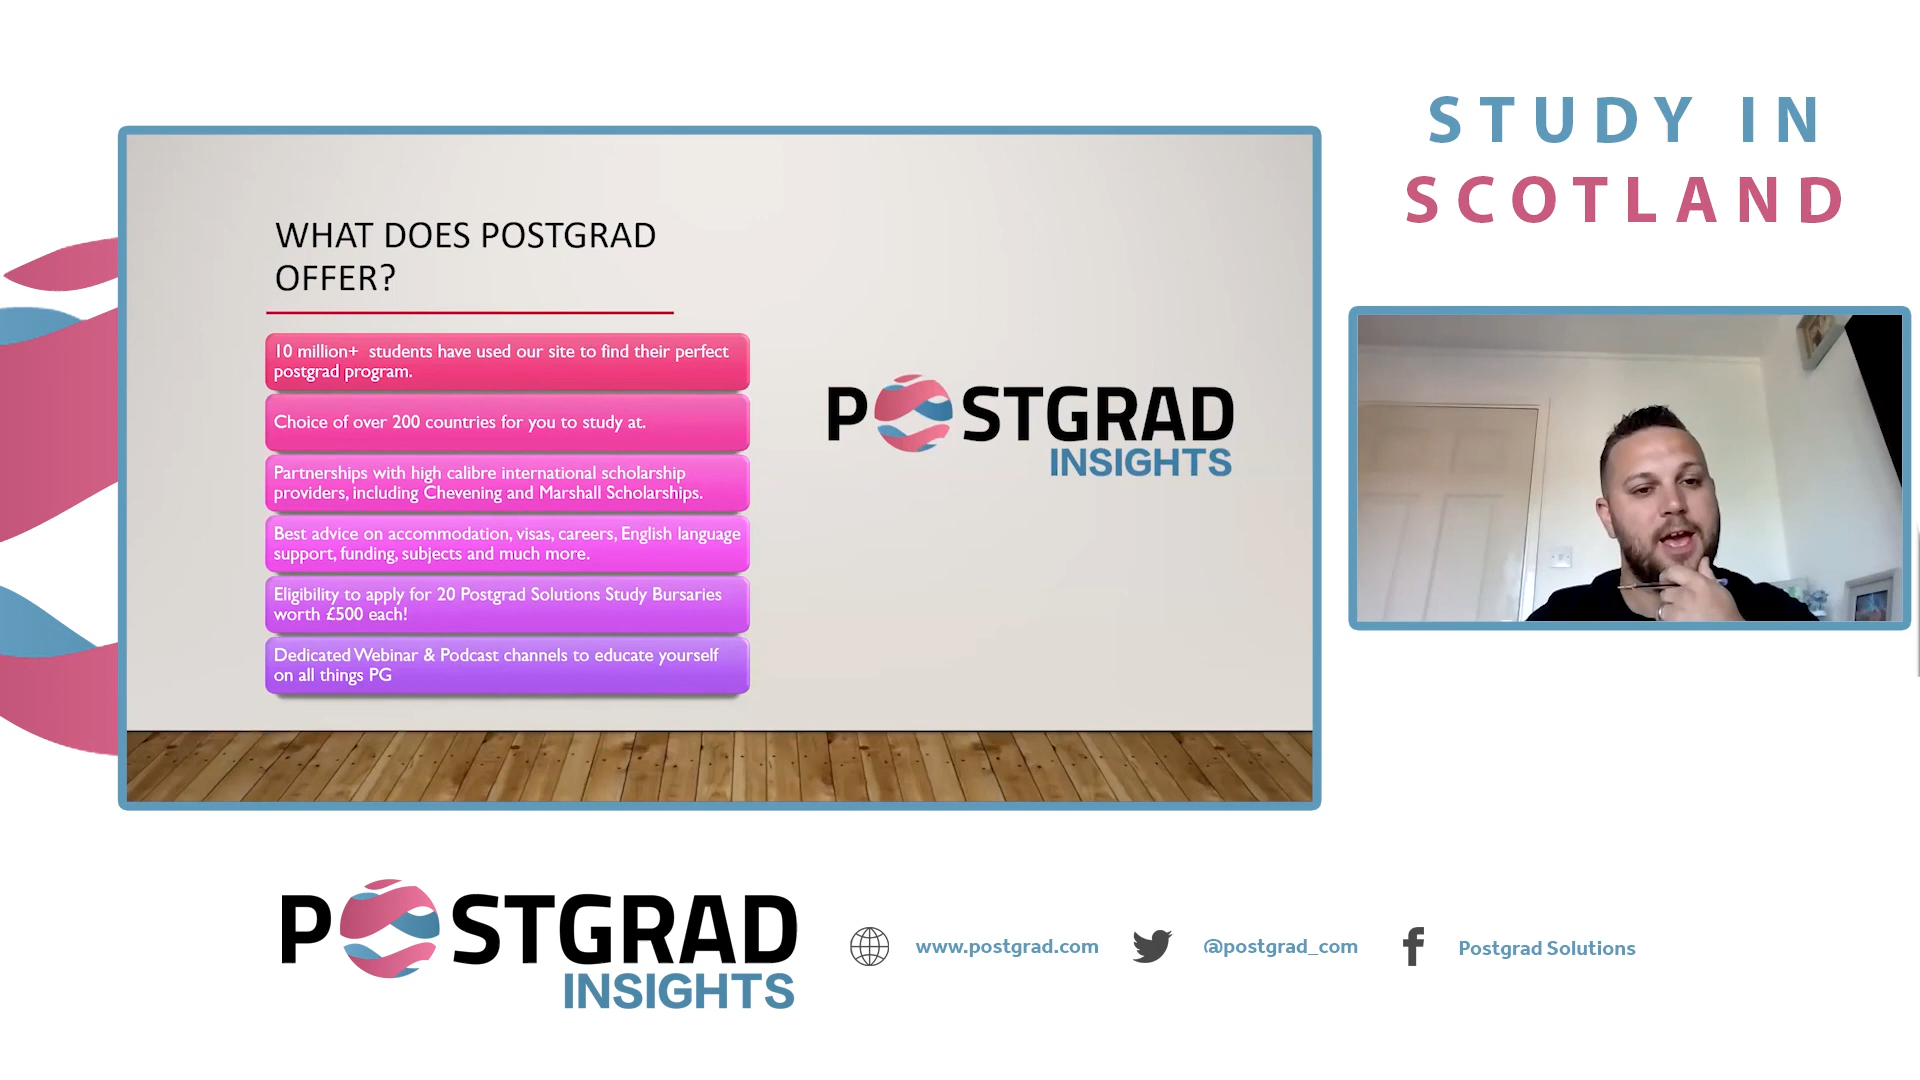 STUDY IN
SCOTLAND
WHAT DOES POSTGRAD
OFFER?
10 million+  students have used our site to find their perfect
postgrad program.
Choice of over 200 countries for you to study at.
Partnerships with high calibre international scholarship
providers, including Chevening and Marshall Scholarships.
Best advice on accommodation, visas, careers, English language
support, funding, subjects and much more.
Eligibility to apply for 20 Postgrad Solutions Study Bursaries
worth £500 each!
Dedicated Webinar & Podcast channels to educate yourself
on all things PG
POSTGRAD
INSIGHTS
POSTGRAD
INSIGHTS
www.postgrad.com
@postgrad_com
Postgrad Solutions